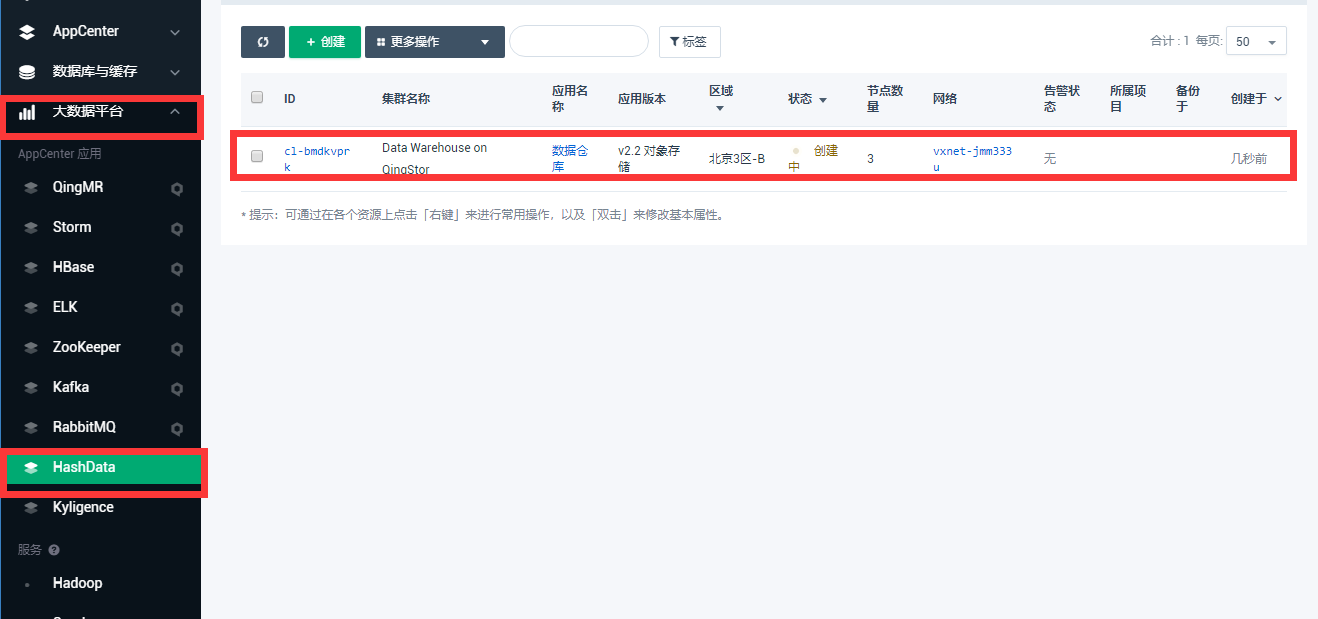 AppCenter
数据库与缓存
大数据平台
AppCenter 应用
QingMR
Storm
HBase
ELK
ZooKeeper
Kafka
RabbitMQ
HashData
Kyligence
服务
Hadoop
+ 创建
更多操作
标签
合计 : 1 每页: 50
ID
集群名称
应用名
称
应用版本
区域
状态
节点数
量
网络
告警状
态
所属项
目
备份
于
创建于
cl-bmdkvpr
k
Data Warehouse on
QingStor
数据仓
库
v2.2 对象存
储
北京3区-B
创建
中
3
vxnet-jmm333
u
无
几秒前
* 提示：可通过在各个资源上点击「右键」来进行常用操作，以及「双击」来修改基本属性。